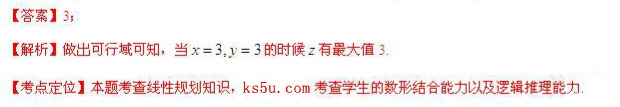 【答案】3；
【解析】做出可行域可知，当 x=3,y=3 的时候 z 有最大值 3.
【考点定位】本题考查线性规划知识，ks5u.com 考查学生的数形结合能力以及逻辑推理能力.